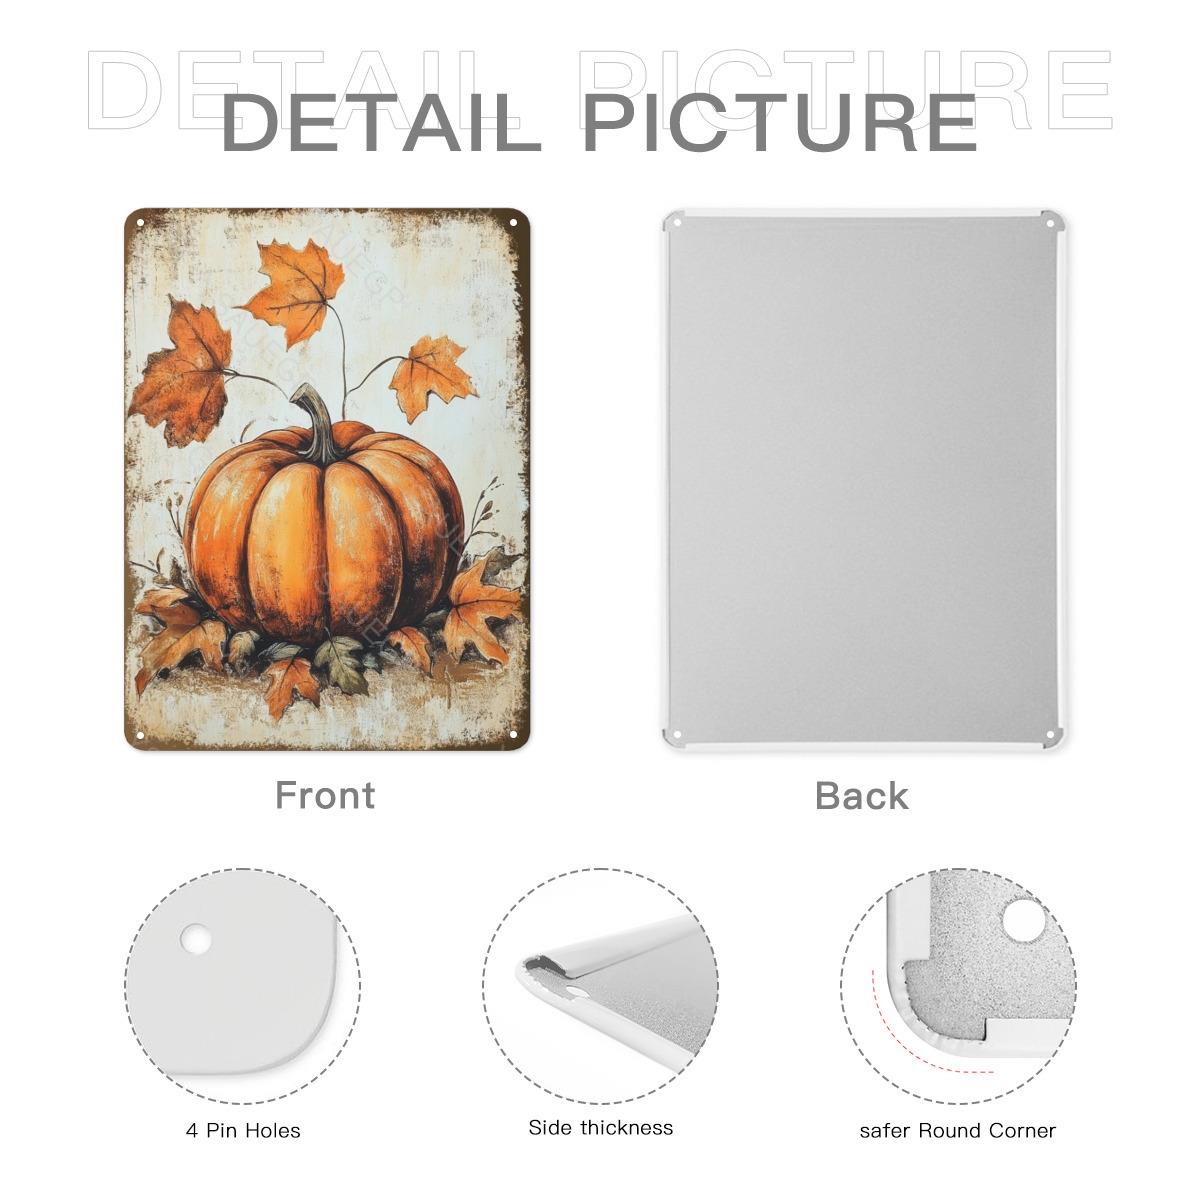 DETAIL PICTURE
DETAIL PICTURE
Front
Back
4 Pin Holes
Side thickness
safer Round Corner